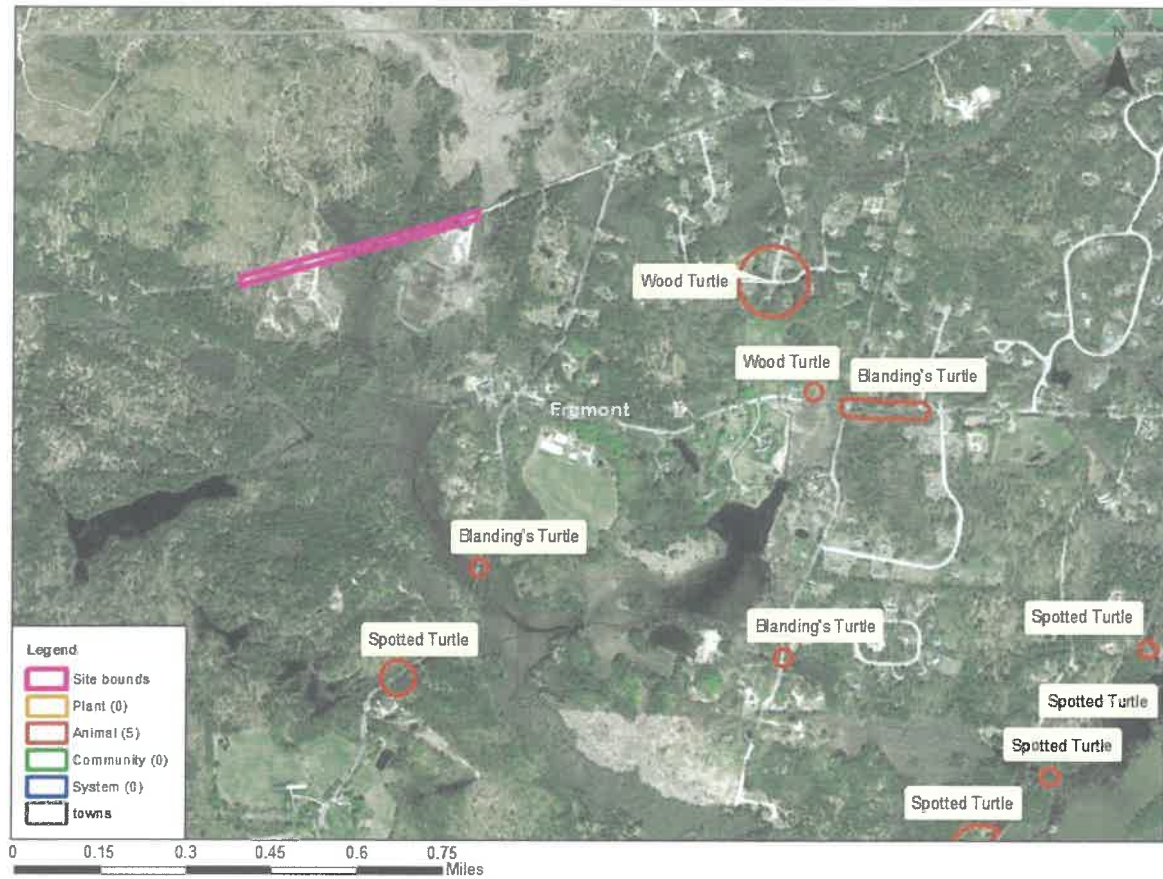 N
Wood Turtle
Wood Turtle
Blanding's Turtle
Fremont
Blanding's Turtle
Blanding's Turtle
Spotted Turtle
Spotted Turtle
Spotted Turtle
Spotted Turtle
Spotted Turtle
Legend
Site bounds
Plant (0)
Animal (5)
Community (0)
System (0)
towns
0 0.15 0.3 0.45 0.6 0.75
Miles